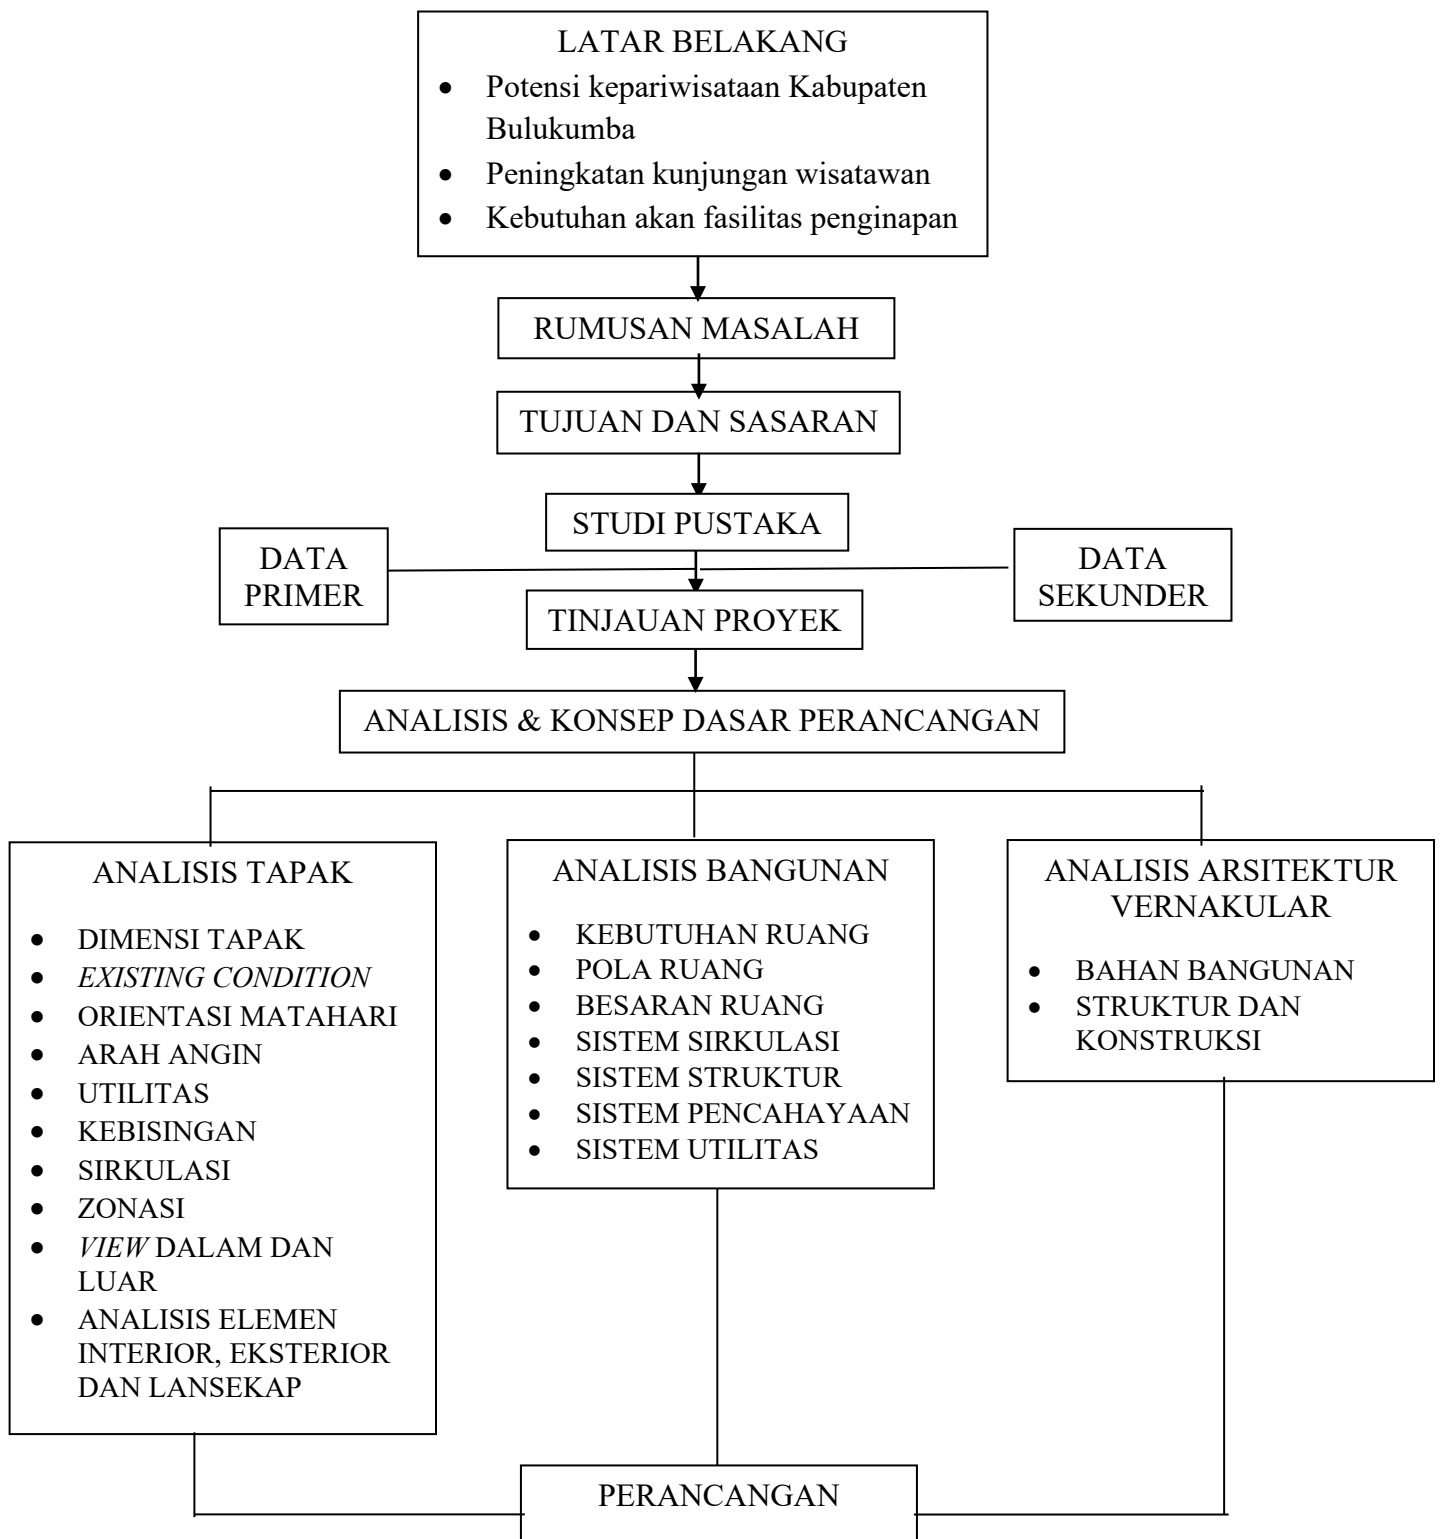 LATAR BELAKANG
• Potensi kepariwisataan Kabupaten
Bulukumba
• Peningkatan kunjungan wisatawan
• Kebutuhan akan fasilitas penginapan
RUMUSAN MASALAH
TUJUAN DAN SASARAN
STUDI PUSTAKA
DATA
PRIMER
DATA
SEKUNDER
TINJAUAN PROYEK
ANALISIS & KONSEP DASAR PERANCANGAN
ANALISIS TAPAK
• DIMENSI TAPAK
• EXISTING CONDITION
• ORIENTASI MATAHARI
• ARAH ANGIN
• UTILITAS
• KEBISINGAN
• SIRKULASI
• ZONASI
• VIEW DALAM DAN
LUAR
• ANALISIS ELEMEN
INTERIOR, EKSTERIOR
DAN LANSEKAP
ANALISIS BANGUNAN
• KEBUTUHAN RUANG
• POLA RUANG
• BESARAN RUANG
• SISTEM SIRKULASI
• SISTEM STRUKTUR
• SISTEM PENCAHAYAAN
• SISTEM UTILITAS
ANALISIS ARSITEKTUR
VERNAKULAR
• BAHAN BANGUNAN
• STRUKTUR DAN
KONSTRUKSI
PERANCANGAN